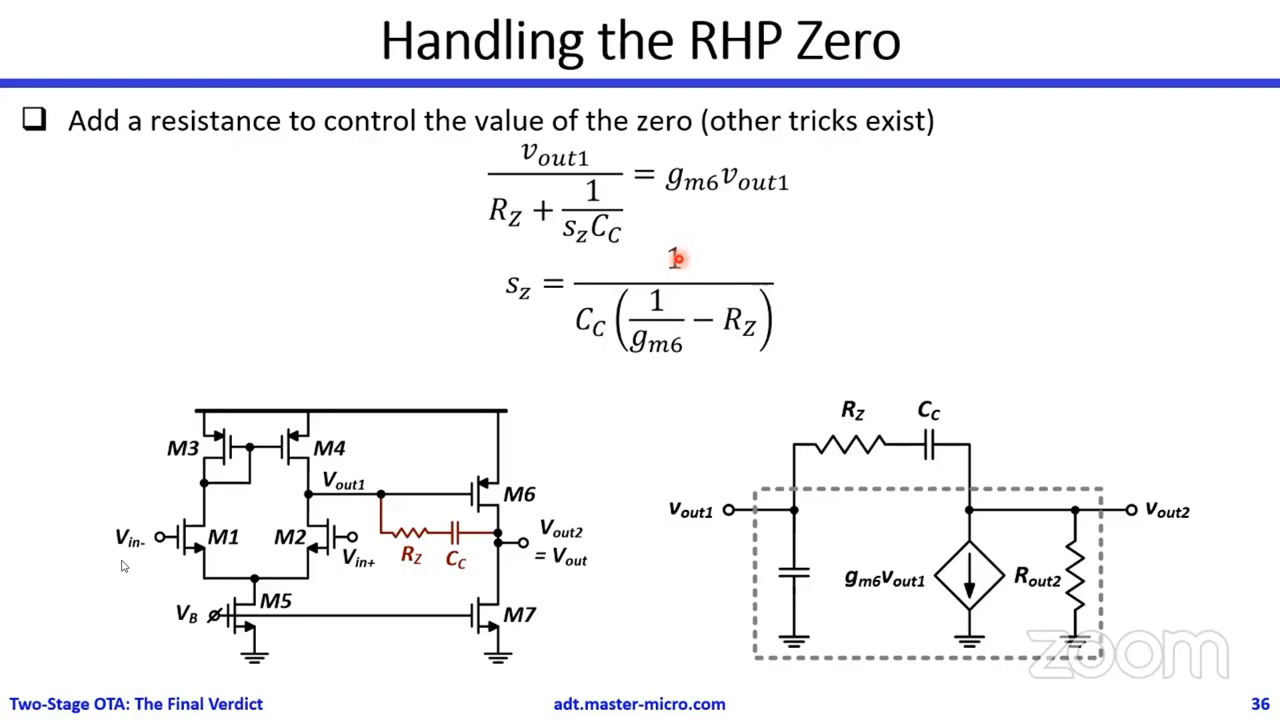 Handling the RHP Zero
❑ Add a resistance to control the value of the zero (other tricks exist)
v_out1 / (R_Z + 1 / (s_z C_C)) = g_m6 v_out1
s_z = 1 / (C_C (1 / g_m6 − R_Z))
M3
M4
V_out1
M6
V_in-
M1
M2
V_in+
R_Z
C_C
V_out2
= V_out
V_B
M5
M7
R_Z
C_C
v_out1
v_out2
g_m6 v_out1
R_out2
zoom
Two-Stage OTA: The Final Verdict
adt.master-micro.com
36